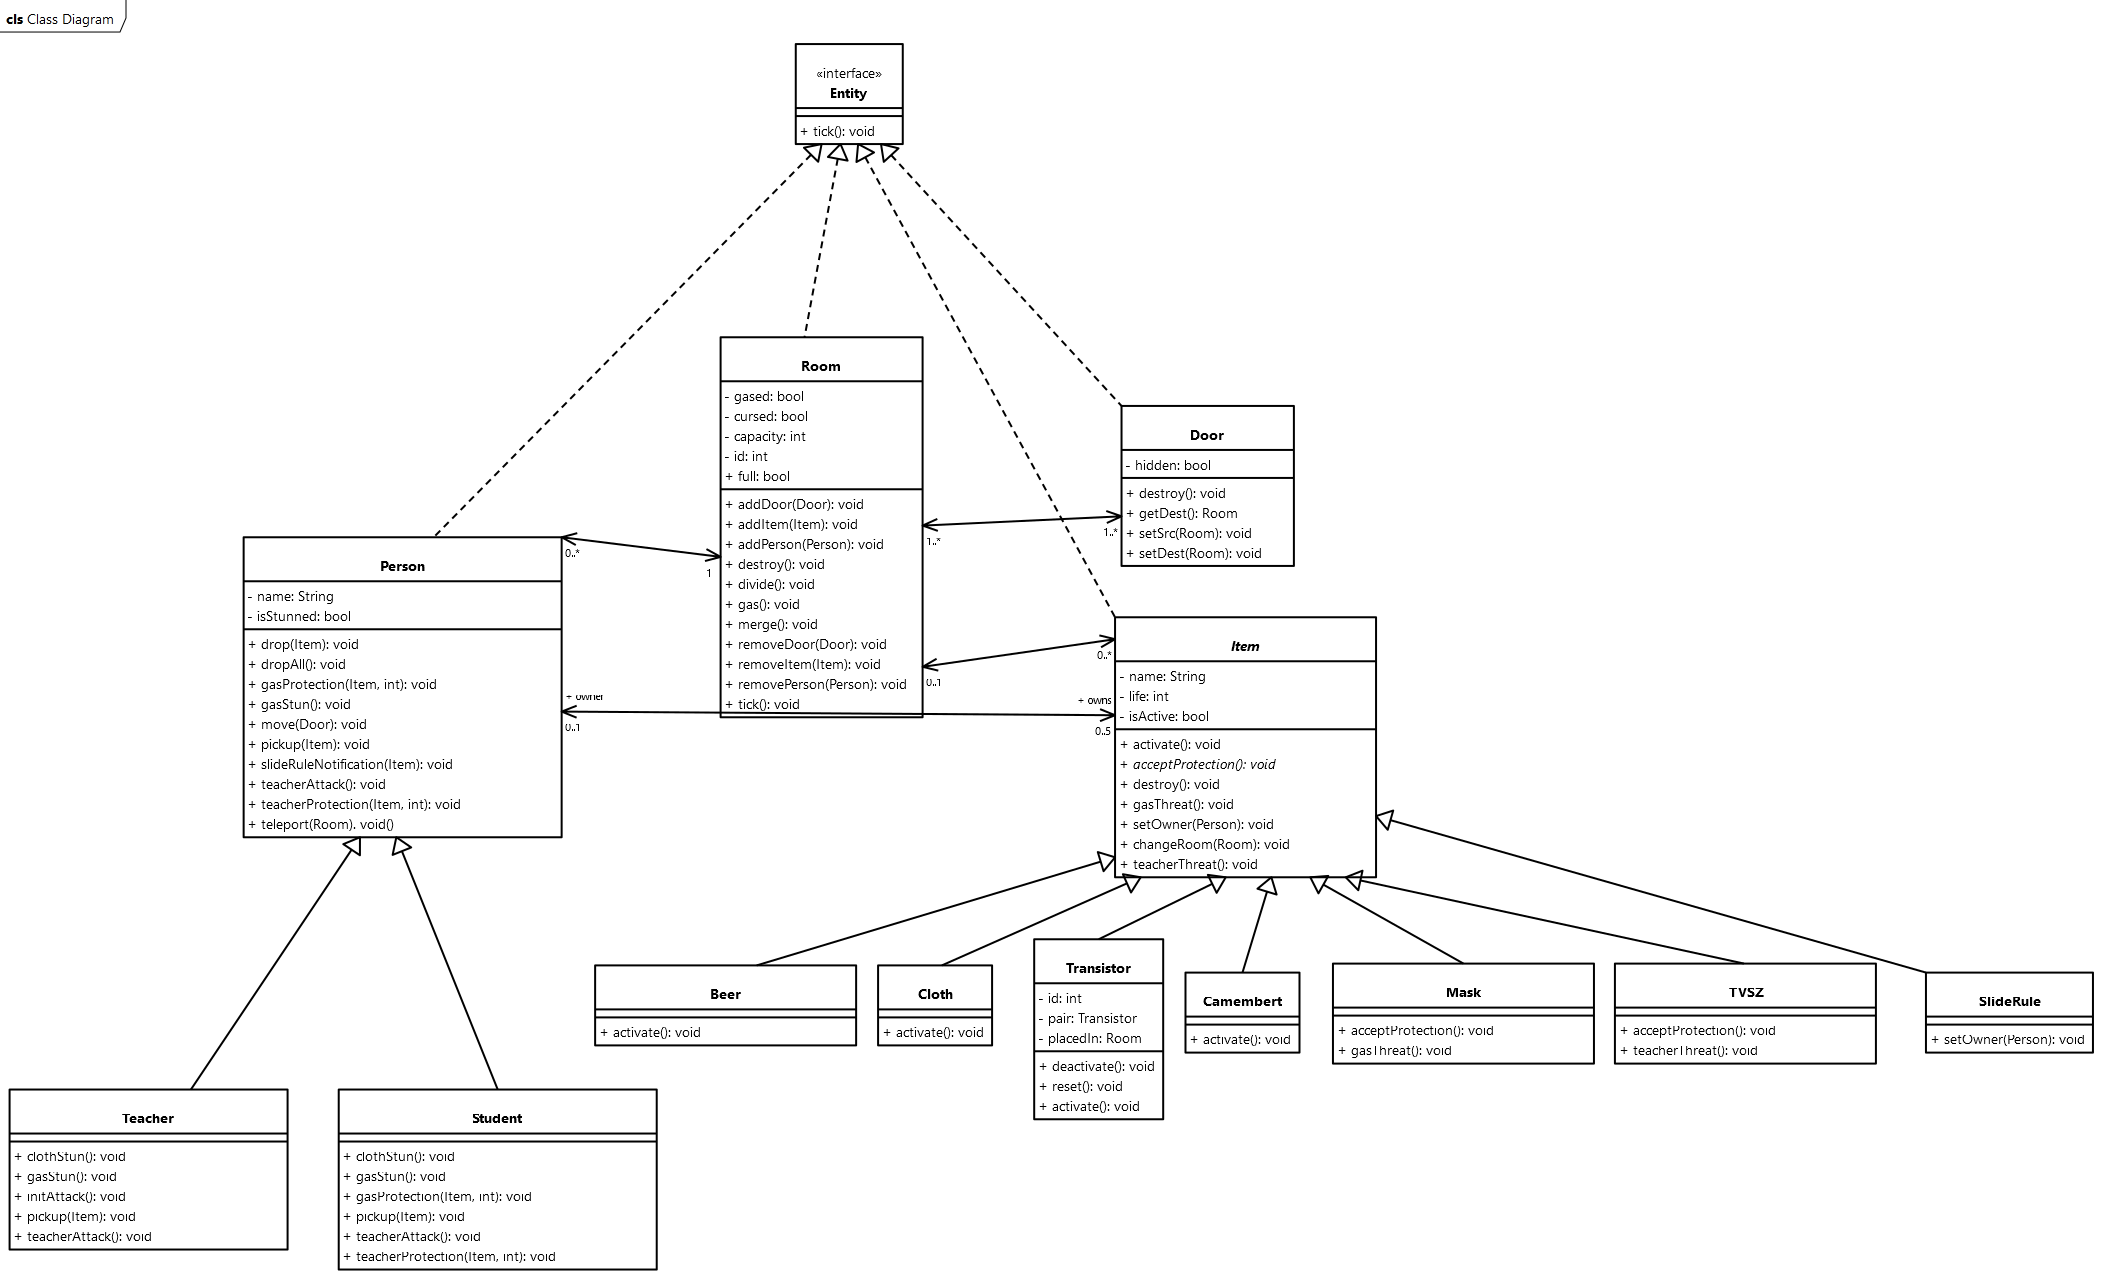 cls Class Diagram
«interface»
Entity
+ tick(): void
Room
- gased: bool
- cursed: bool
- capacity: int
- id: int
+ full: bool
+ addDoor(Door): void
+ addItem(Item): void
+ addPerson(Person): void
+ destroy(): void
+ divide(): void
+ gas(): void
+ merge(): void
+ removeDoor(Door): void
+ removeItem(Item): void
+ removePerson(Person): void
+ tick(): void
Door
- hidden: bool
+ destroy(): void
+ getDest(): Room
+ setSrc(Room): void
+ setDest(Room): void
0..*
1
1..*
1..*
0..*
0..1
+ owner
0..1
+ owns
0..5
Person
- name: String
- isStunned: bool
+ drop(Item): void
+ dropAll(): void
+ gasProtection(Item, int): void
+ gasStun(): void
+ move(Door): void
+ pickup(Item): void
+ slideRuleNotification(Item): void
+ teacherAttack(): void
+ teacherProtection(Item, int): void
+ teleport(Room). void()
Item
- name: String
- life: int
- isActive: bool
+ activate(): void
+ acceptProtection(): void
+ destroy(): void
+ gasThreat(): void
+ setOwner(Person): void
+ changeRoom(Room): void
+ teacherThreat(): void
Beer
+ activate(): void
Cloth
+ activate(): void
Transistor
- id: int
- pair: Transistor
- placedIn: Room
+ deactivate(): void
+ reset(): void
+ activate(): void
Camembert
+ activate(): void
Mask
+ acceptProtection(): void
+ gasThreat(): void
TVSZ
+ acceptProtection(): void
+ teacherThreat(): void
SlideRule
+ setOwner(Person): void
Teacher
+ clothStun(): void
+ gasStun(): void
+ initAttack(): void
+ pickup(Item): void
+ teacherAttack(): void
Student
+ clothStun(): void
+ gasStun(): void
+ gasProtection(Item, int): void
+ pickup(Item): void
+ teacherAttack(): void
+ teacherProtection(Item, int): void